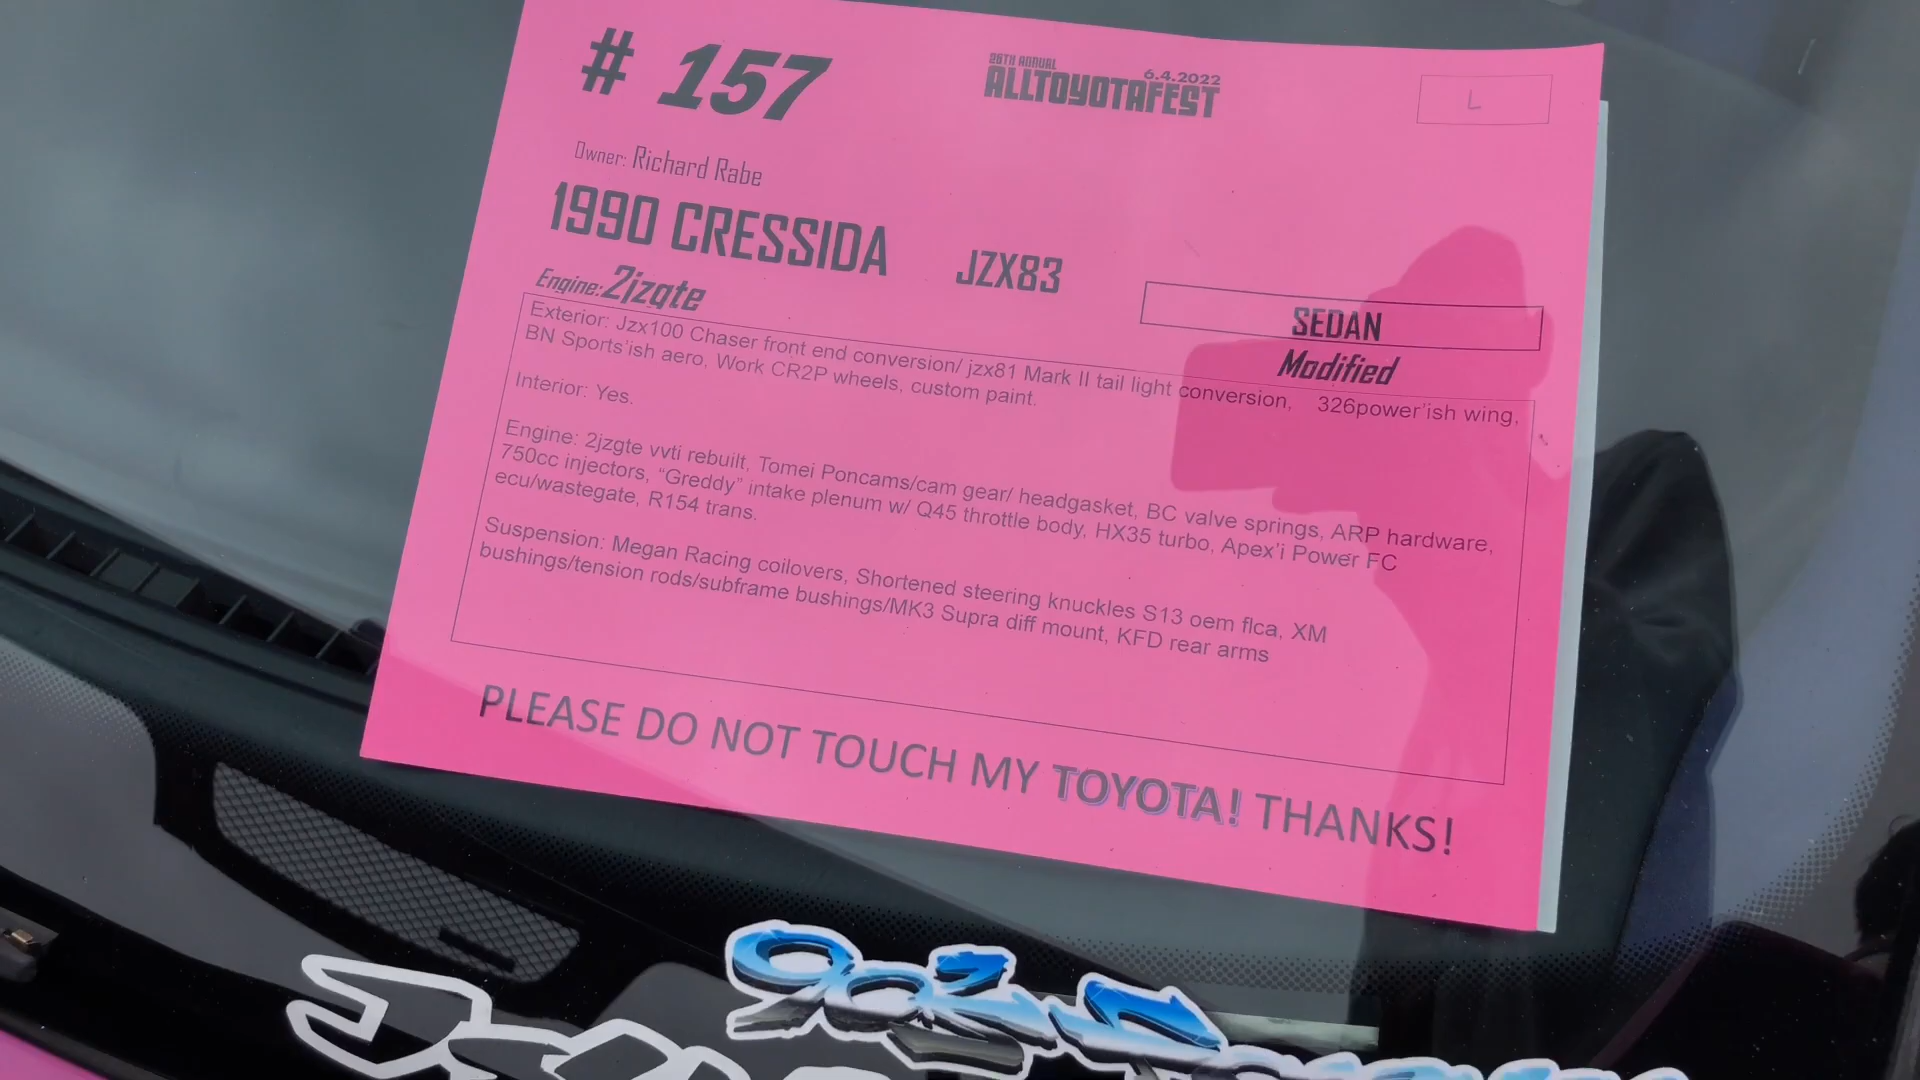 # 157
26TH ANNUAL
6.4.2022
ALLTOYOTAFEST
L
Owner: Richard Rabe
1990 CRESSIDA JZX83
Engine: 2jzgte
SEDAN
Modified
Exterior: Jzx100 Chaser front end conversion/ jzx81 Mark II tail light conversion, 326power'ish wing,
BN Sports'ish aero, Work CR2P wheels, custom paint.
Interior: Yes.
Engine: 2jzgte vvti rebuilt, Tomei Poncams/cam gear/ headgasket, BC valve springs, ARP hardware,
750cc injectors, “Greddy” intake plenum w/ Q45 throttle body, HX35 turbo, Apex'i Power FC
ecu/wastegate, R154 trans.
Suspension: Megan Racing coilovers, Shortened steering knuckles S13 oem flca, XM
bushings/tension rods/subframe bushings/MK3 Supra diff mount, KFD rear arms
PLEASE DO NOT TOUCH MY TOYOTA! THANKS!